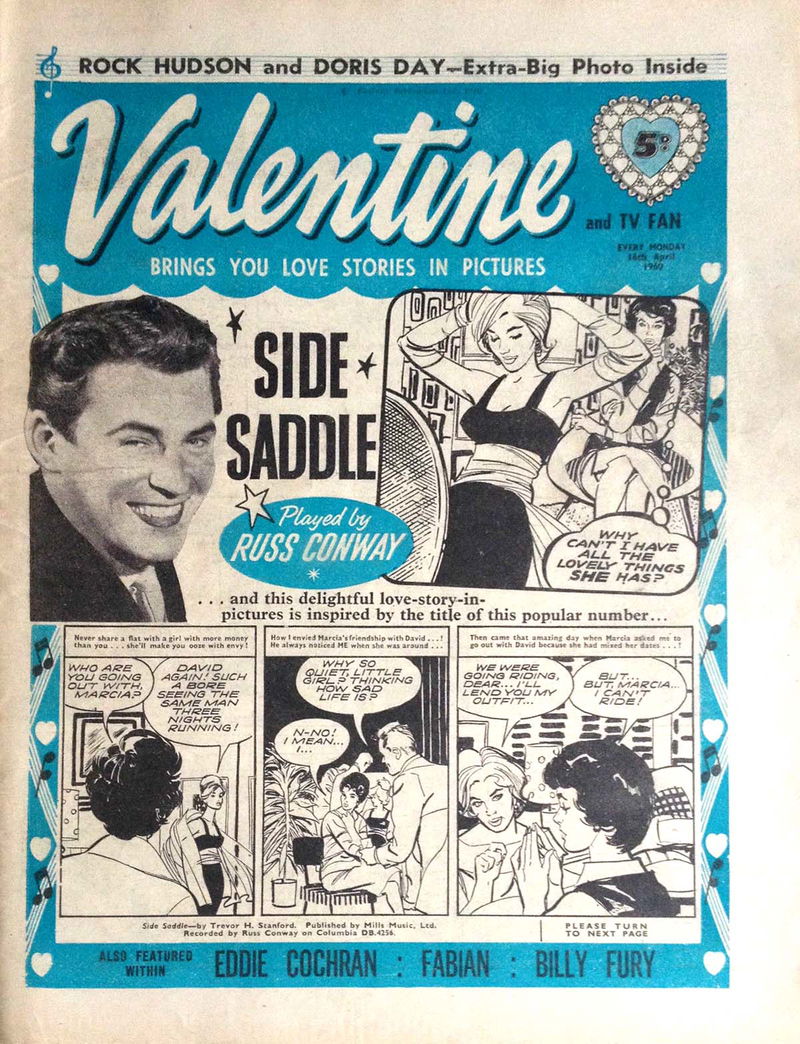 ROCK HUDSON and DORIS DAY—Extra-Big Photo Inside
Valentine
5D
and TV FAN
EVERY MONDAY
16th April
1960
BRINGS YOU LOVE STORIES IN PICTURES
SIDE
SADDLE
Played by
RUSS CONWAY
WHY
CAN'T I HAVE
ALL THE
LOVELY THINGS
SHE HAS?
... and this delightful love-story-in-
pictures is inspired by the title of this popular number...
Never share a flat with a girl with more money
than you . . . she'll make you ooze with envy!
WHO ARE
YOU GOING
OUT WITH,
MARCIA?
DAVID
AGAIN! SUCH
A BORE
SEEING THE
SAME MAN
THREE
NIGHTS
RUNNING!
How I envied Marcia's friendship with David . . .!
He always noticed ME when she was around . . .
WHY SO
QUIET, LITTLE
GIRL? THINKING
HOW SAD
LIFE IS?
N-NO!
I MEAN...
I...
Then came that amazing day when Marcia asked me to
go out with David because she had mixed her dates . . .!
WE WERE
GOING RIDING,
DEAR... I'LL
LEND YOU MY
OUTFIT...
BUT...
BUT, MARCIA...
I CAN'T
RIDE!
Side Saddle—by Trevor H. Stanford. Published by Mills Music, Ltd.
Recorded by Russ Conway on Columbia DB.4256.
PLEASE TURN
TO NEXT PAGE
ALSO FEATURED
WITHIN
EDDIE COCHRAN : FABIAN : BILLY FURY